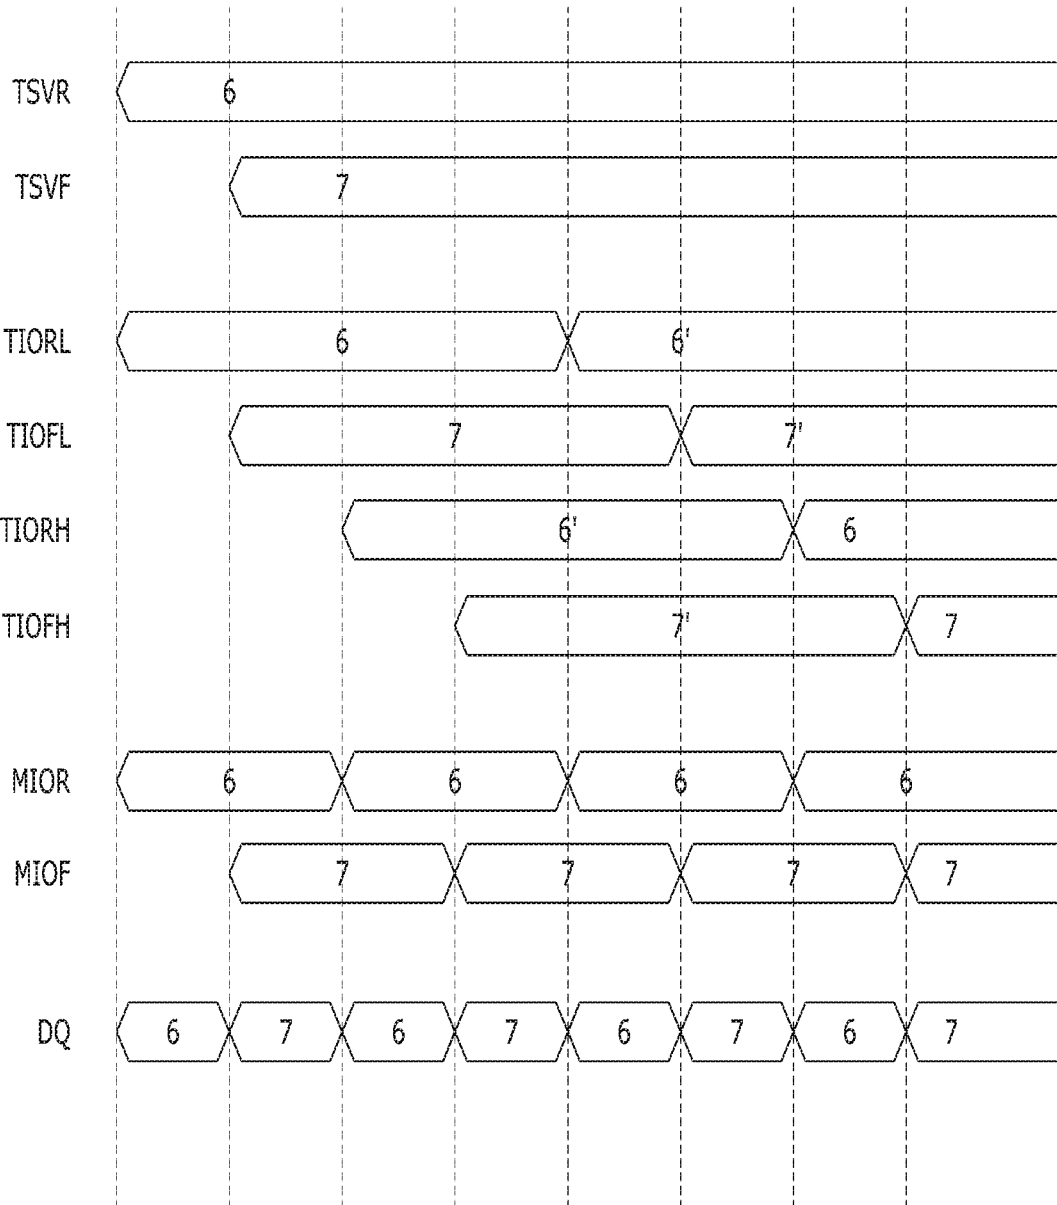 TSVR 6
TSVF 7
TIORL 6 6'
TIOFL 7 7'
TIORH 6' 6
TIOFH 7' 7
MIOR 6 6 6 6
MIOF 7 7 7 7
DQ 6 7 6 7 6 7 6 7